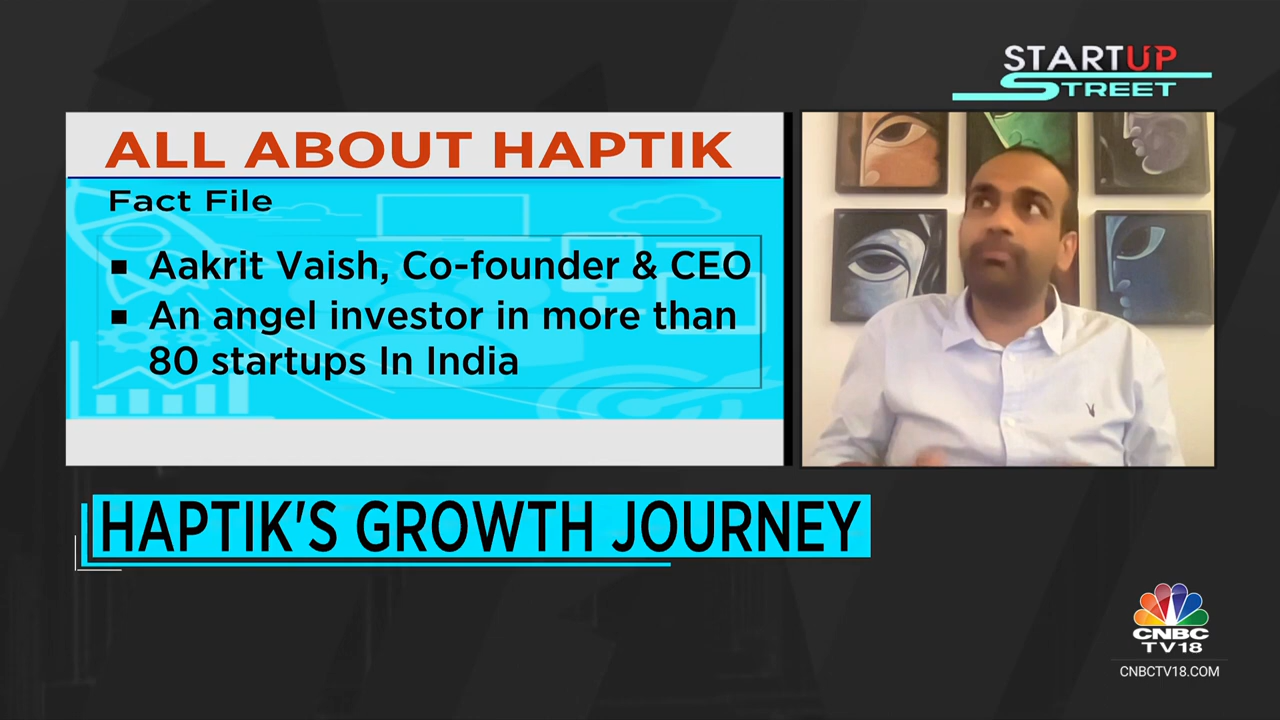 STARTUP
STREET
ALL ABOUT HAPTIK
Fact File
▪ Aakrit Vaish, Co-founder & CEO
▪ An angel investor in more than
80 startups In India
HAPTIK'S GROWTH JOURNEY
CNBC
TV18
CNBCTV18.COM